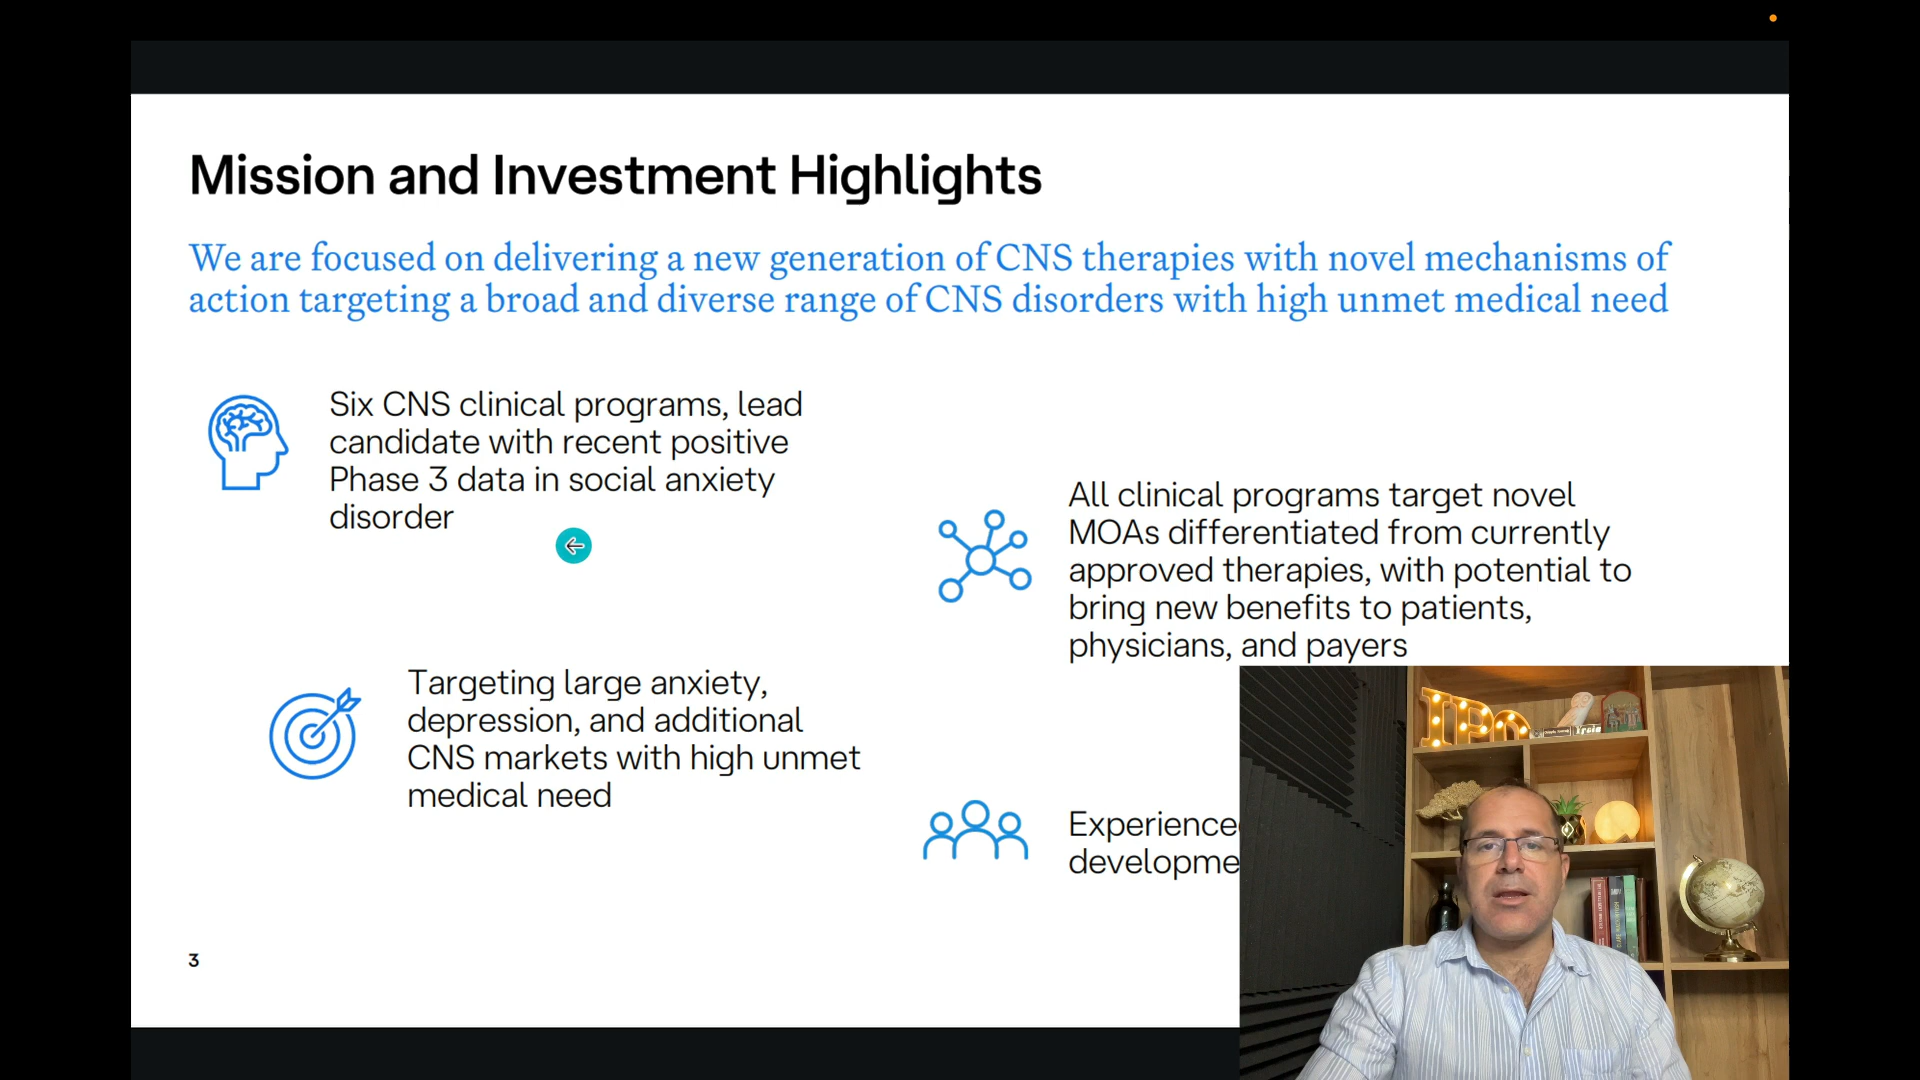 Mission and Investment Highlights
We are focused on delivering a new generation of CNS therapies with novel mechanisms of
action targeting a broad and diverse range of CNS disorders with high unmet medical need
Six CNS clinical programs, lead
candidate with recent positive
Phase 3 data in social anxiety
disorder
All clinical programs target novel
MOAs differentiated from currently
approved therapies, with potential to
bring new benefits to patients,
physicians, and payers
Targeting large anxiety,
depression, and additional
CNS markets with high unmet
medical need
Experience
developme
3
IPO